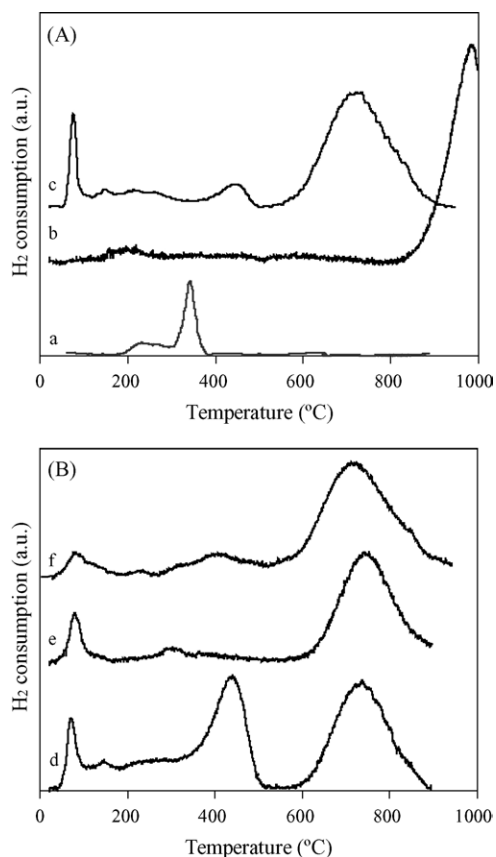 (A)
H2 consumption (a.u.)
c
b
a
0 200 400 600 800 1000
Temperature (ºC)
(B)
H2 consumption (a.u.)
f
e
d
0 200 400 600 800 1000
Temperature (ºC)